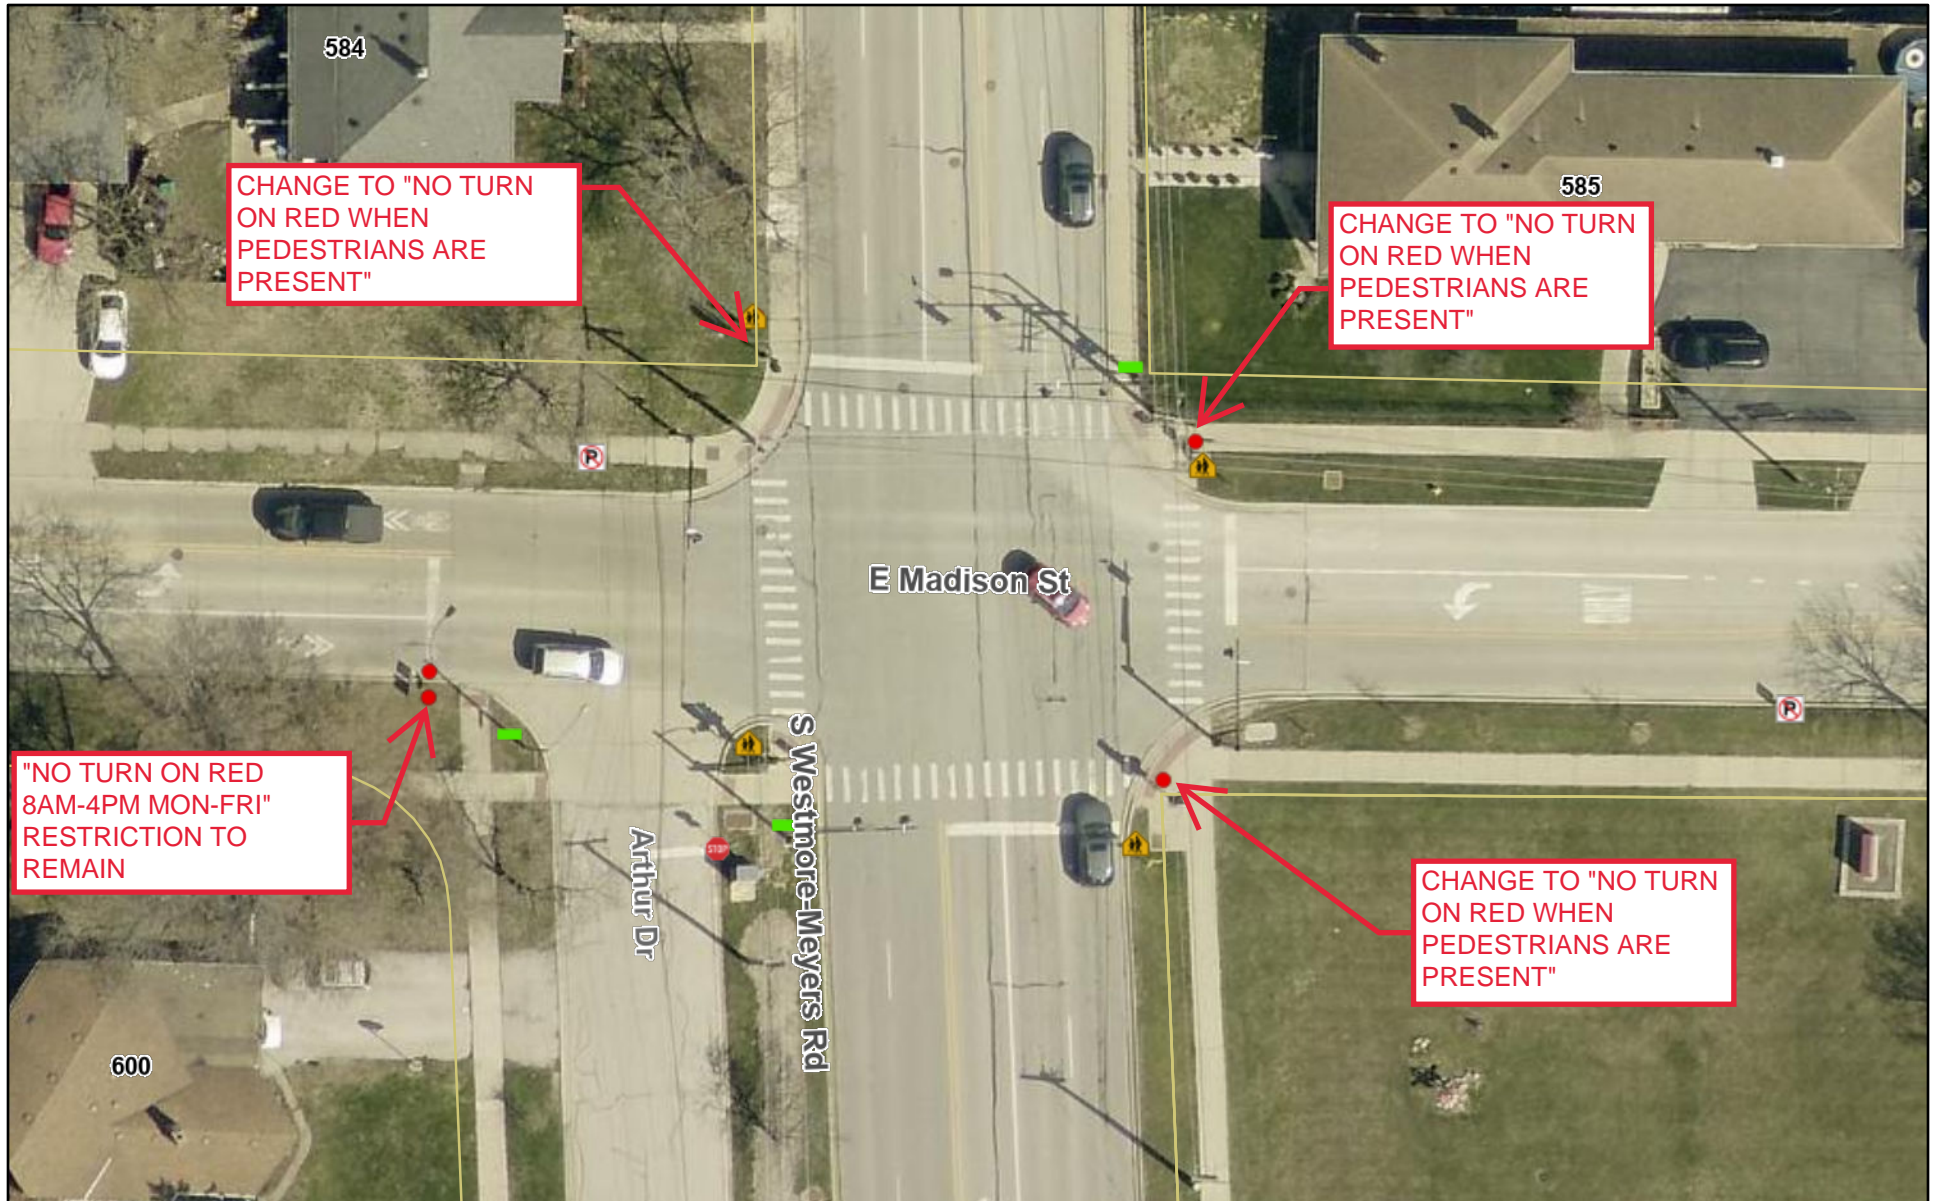 584
CHANGE TO "NO TURN
ON RED WHEN
PEDESTRIANS ARE
PRESENT"
585
CHANGE TO "NO TURN
ON RED WHEN
PEDESTRIANS ARE
PRESENT"
P
E Madison St
P
"NO TURN ON RED
8AM-4PM MON-FRI"
RESTRICTION TO
REMAIN
S Westmore-Meyers Rd
Arthur Dr
STOP
CHANGE TO "NO TURN
ON RED WHEN
PEDESTRIANS ARE
PRESENT"
600